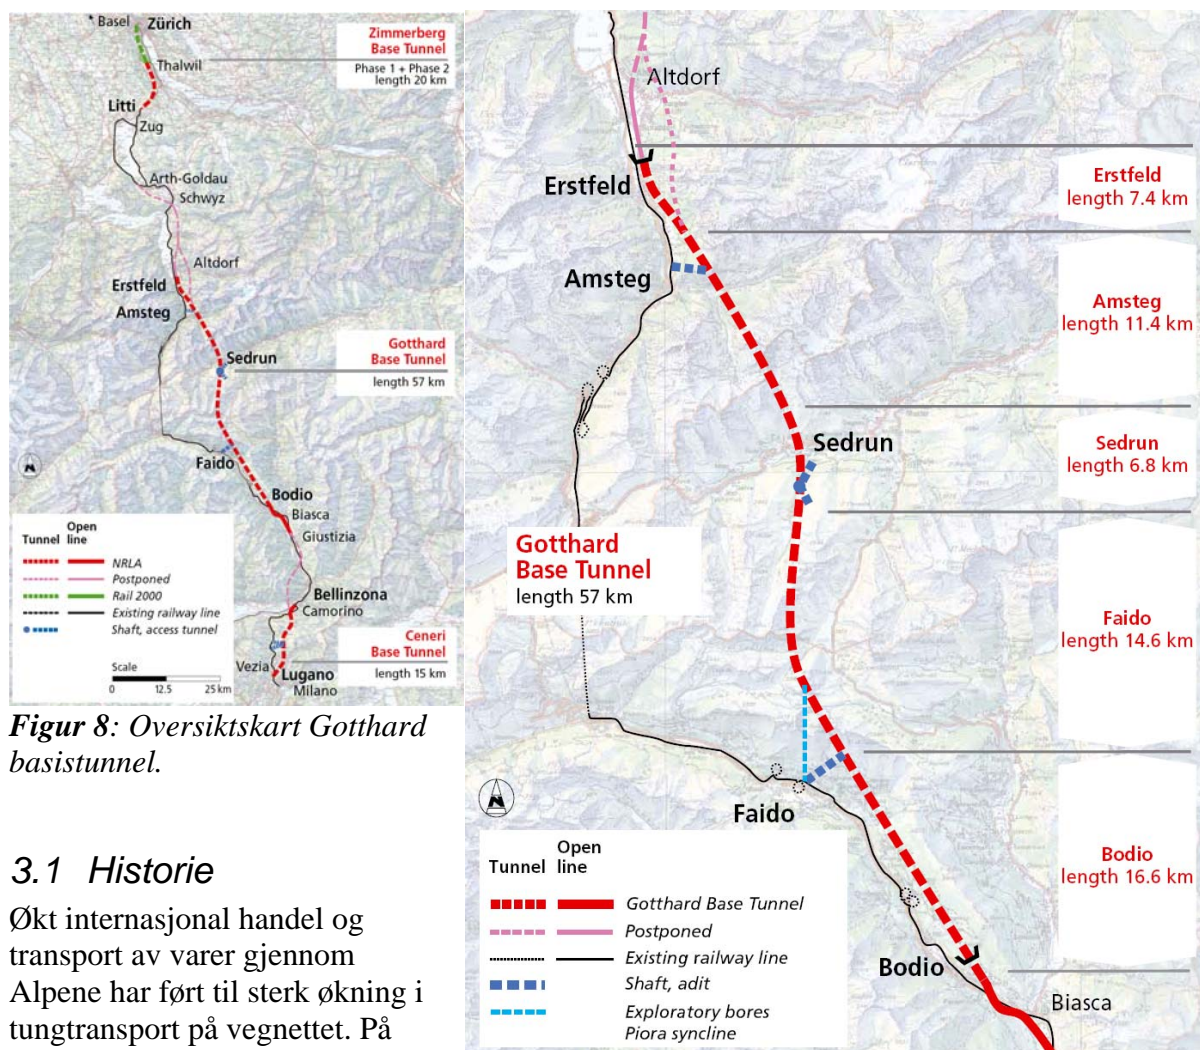 Basel Zürich
Zimmerberg
Base Tunnel
Thalwil
Phase 1 + Phase 2
length 20 km
Litti
Zug
Arth-Goldau
Schwyz
Altdorf
Erstfeld
Amsteg
Sedrun
Gotthard
Base Tunnel
length 57 km
Faido
Bodio
Biasca
Giustizia
Bellinzona
Camorino
Ceneri
Base Tunnel
length 15 km
Vezia
Lugano
Milano
N
Tunnel Open line
NRLA
Postponed
Rail 2000
Existing railway line
Shaft, access tunnel
Scale
0 12.5 25 km
Figur 8: Oversiktskart Gotthard
basistunnel.
3.1 Historie
Økt internasjonal handel og
transport av varer gjennom
Alpene har ført til sterk økning i
tungtransport på vegnettet. På
Altdorf
Erstfeld
Erstfeld
length 7.4 km
Amsteg
Amsteg
length 11.4 km
Sedrun
Sedrun
length 6.8 km
Gotthard
Base Tunnel
length 57 km
Faido
length 14.6 km
Faido
N
Bodio
length 16.6 km
Bodio
Biasca
Tunnel Open line
Gotthard Base Tunnel
Postponed
Existing railway line
Shaft, adit
Exploratory bores
Piora syncline